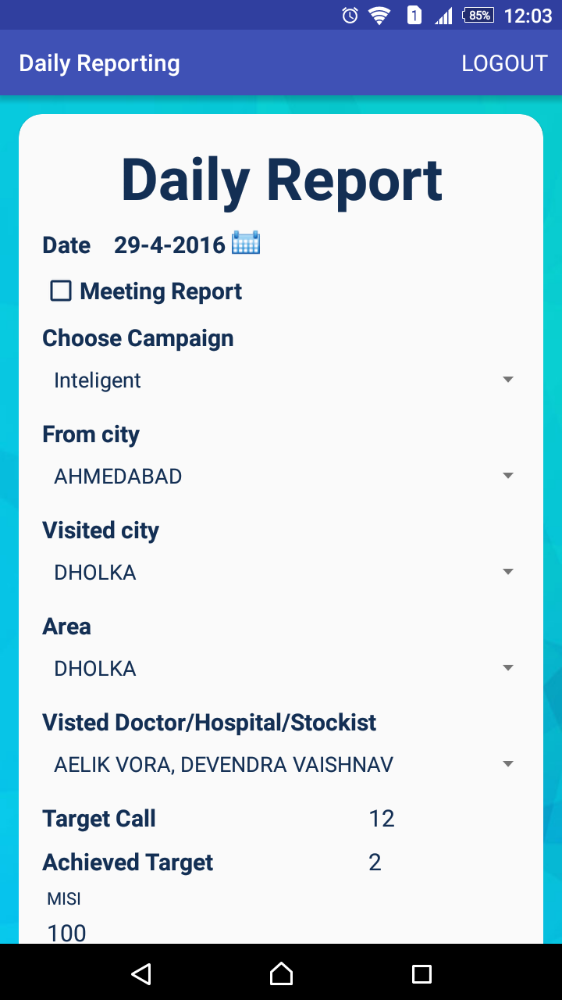 1 85% 12:03
Daily Reporting LOGOUT
Daily Report
Date 29-4-2016
Meeting Report
Choose Campaign
Inteligent
From city
AHMEDABAD
Visited city
DHOLKA
Area
DHOLKA
Visted Doctor/Hospital/Stockist
AELIK VORA, DEVENDRA VAISHNAV
Target Call 12
Achieved Target 2
MISI
100